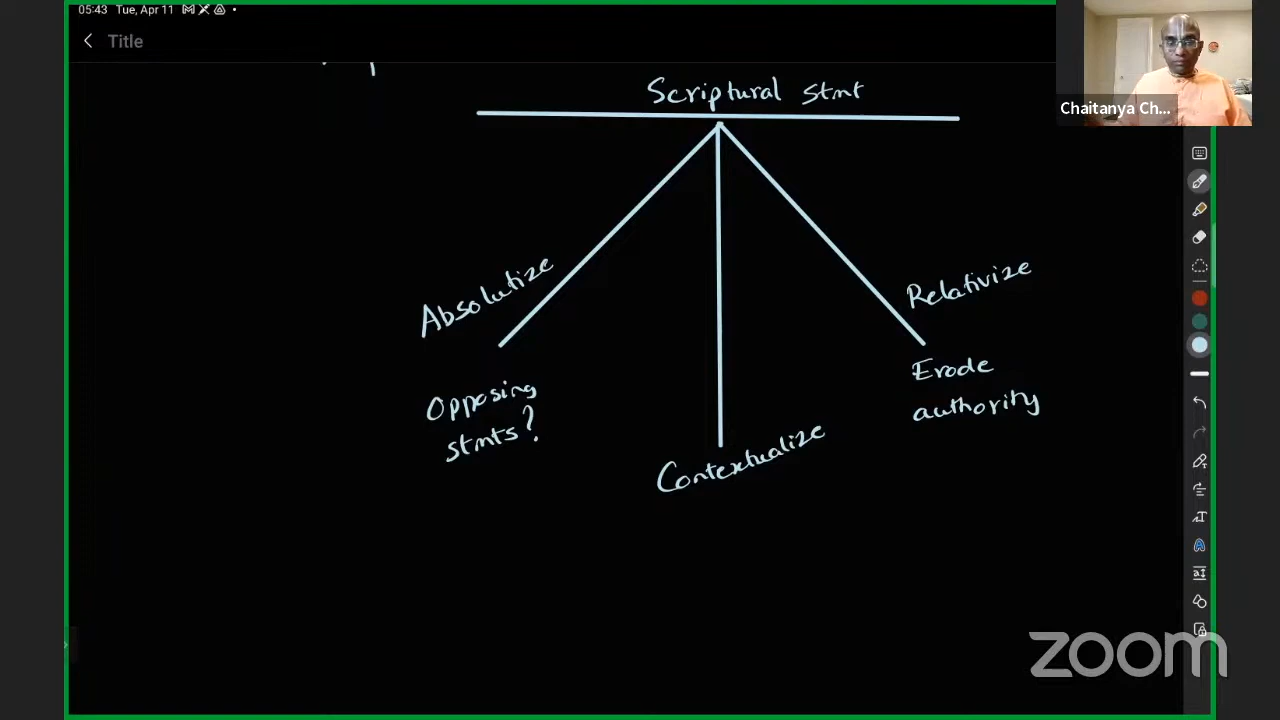 05:43 Tue, Apr 11
Title
Chaitanya Ch...
Scriptural stmt
Absolutize
Relativize
Opposing
stmts?
Erode
authority
Contextualize
zoom